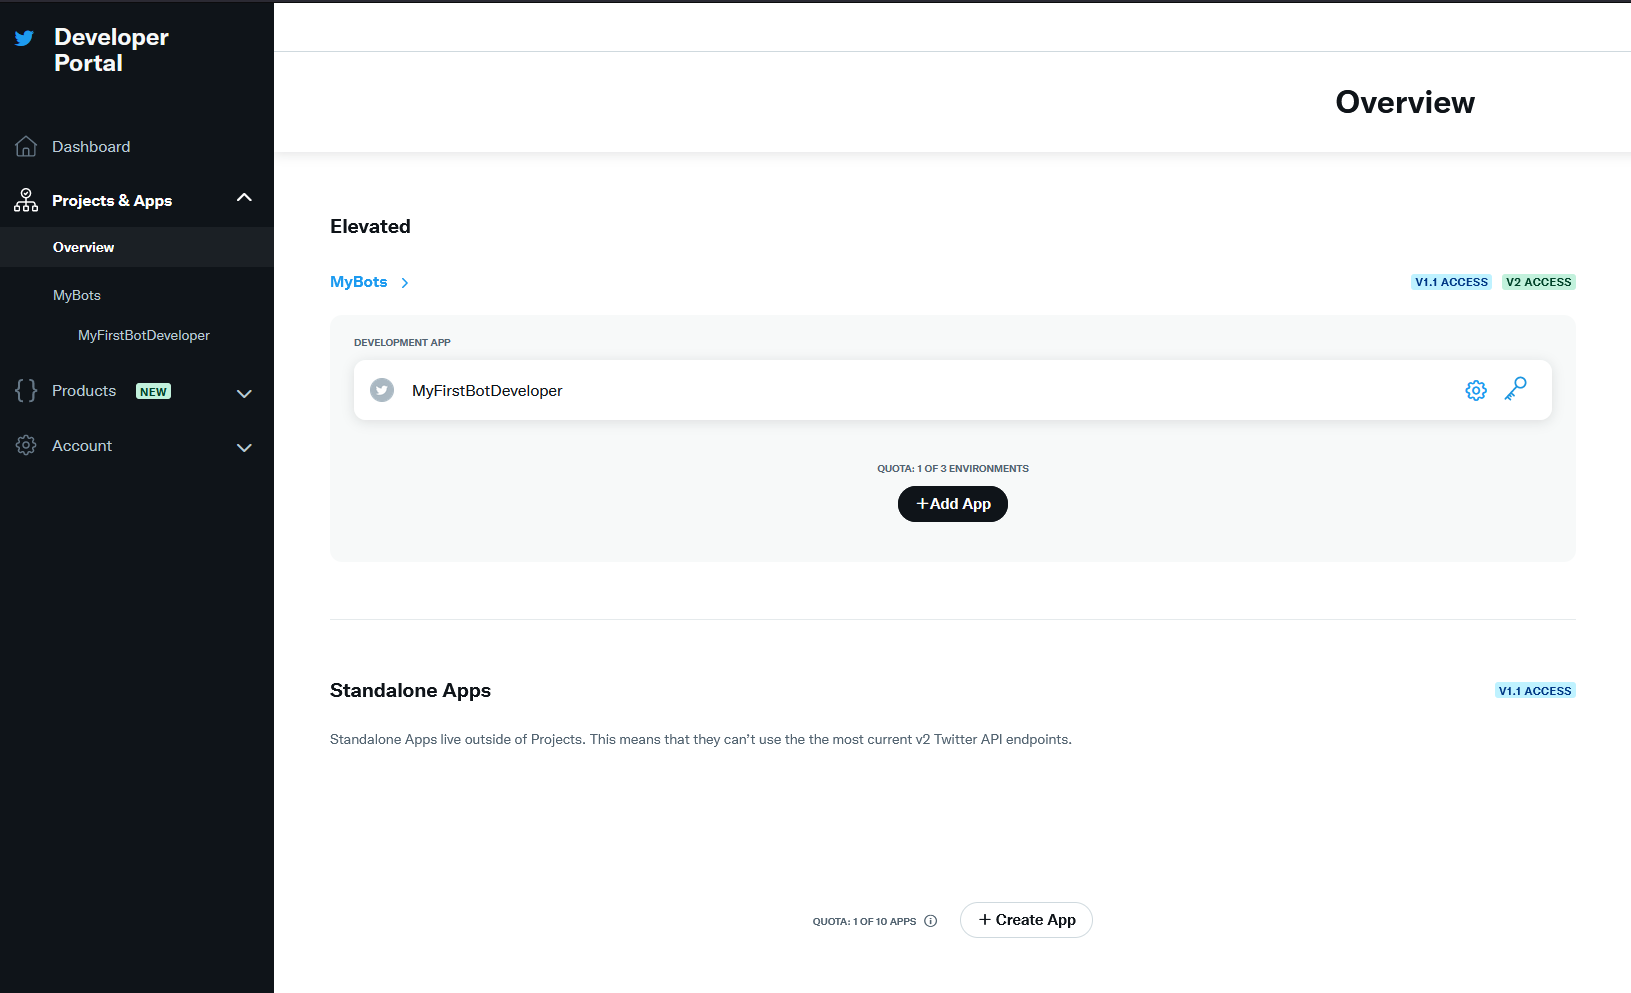 Developer
Portal
Dashboard
Projects & Apps
Overview
MyBots
MyFirstBotDeveloper
Products NEW
Account
Overview
Elevated
MyBots
V1.1 ACCESS V2 ACCESS
DEVELOPMENT APP
MyFirstBotDeveloper
QUOTA: 1 OF 3 ENVIRONMENTS
+Add App
Standalone Apps
V1.1 ACCESS
Standalone Apps live outside of Projects. This means that they can’t use the the most current v2 Twitter API endpoints.
QUOTA: 1 OF 10 APPS
+ Create App